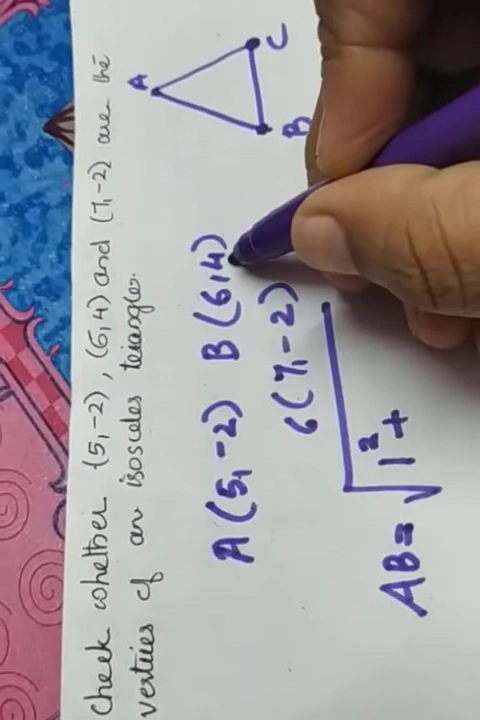 Check whether (5,-2), (6,4) and (7,-2) are the
vertices of an isosceles triangle.
A
C
B
A(5,-2) B(6,4)
C(7,-2)
AB=√1²+